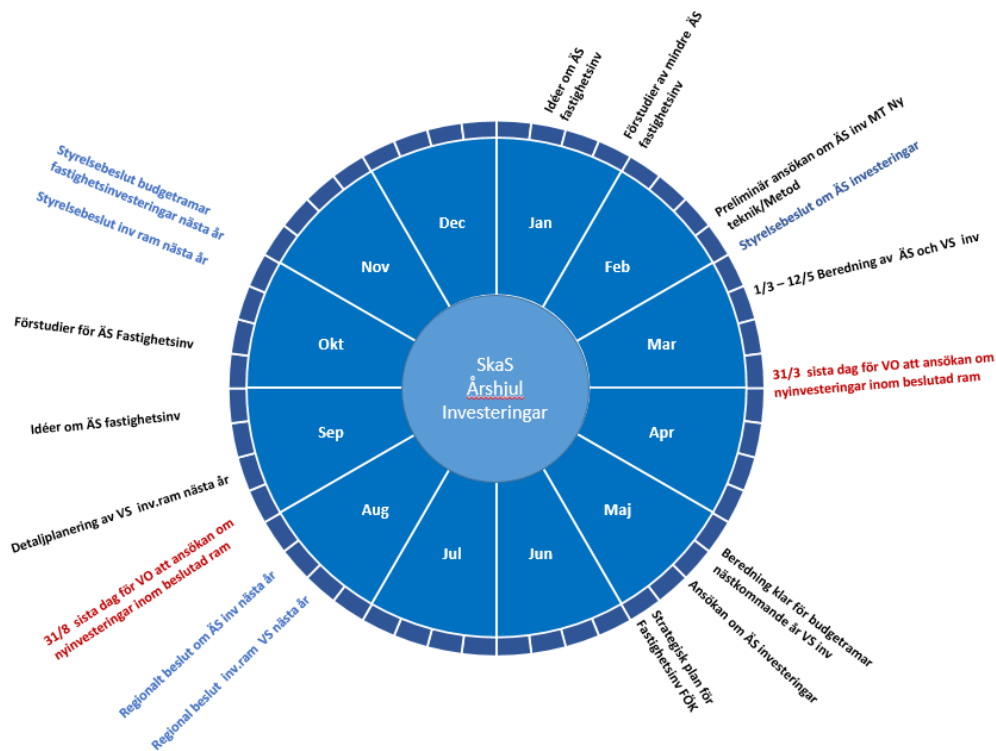 SkaS
Årshjul
Investeringar
Jan
Feb
Mar
Apr
Maj
Jun
Jul
Aug
Sep
Okt
Nov
Dec
Idéer om ÄS
fastighetsinv
Förstudier av mindre ÄS
fastighetsinv
Preliminär ansökan om ÄS inv MT Ny
teknik/Metod
Styrelsebeslut om ÄS investeringar
1/3 – 12/5 Beredning av ÄS och VS inv
31/3 sista dag för VO att ansökan om
nyinvesteringar inom beslutad ram
Beredning klar för budgetramar
nästkommande år VS inv
Ansökan om ÄS investeringar
Strategisk plan för
Fastighetsinv FÖK
Regional beslut inv.ram VS nästa år
Regionalt beslut om ÄS inv nästa år
31/8 sista dag för VO att ansökan om
nyinvesteringar inom beslutad ram
Detaljplanering av VS inv.ram nästa år
Idéer om ÄS fastighetsinv
Förstudier för ÄS Fastighetsinv
Styrelsebeslut inv ram nästa år
Styrelsebeslut budgetramar
fastighetsinvesteringar nästa år